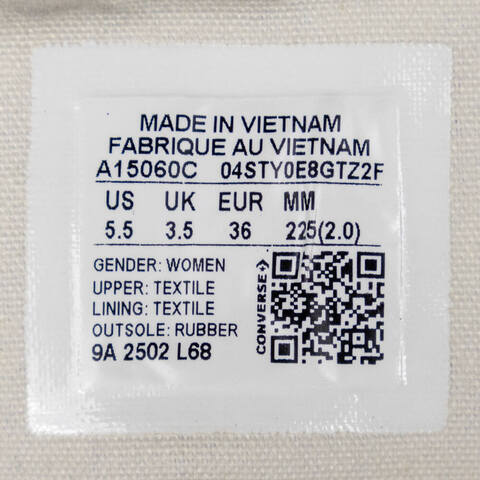 MADE IN VIETNAM
FABRIQUE AU VIETNAM
A15060C 04STY0E8GTZ2F
US UK EUR MM
5.5 3.5 36 225(2.0)
GENDER: WOMEN
UPPER: TEXTILE
LINING: TEXTILE
OUTSOLE: RUBBER
9A 2502 L68
CONVERSE